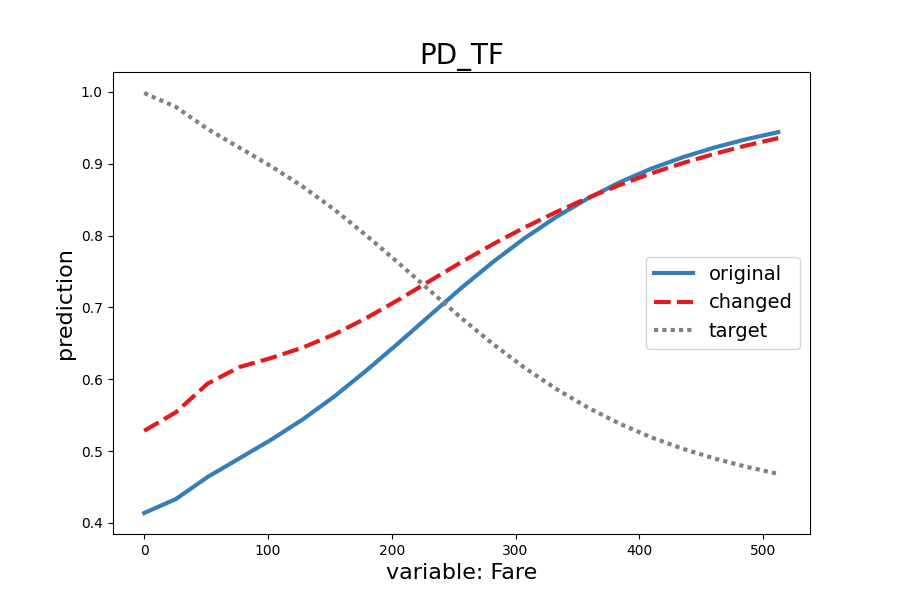 PD_TF
1.0
0.9
0.8
0.7
0.6
0.5
0.4
prediction
original
changed
target
0 100 200 300 400 500
variable: Fare